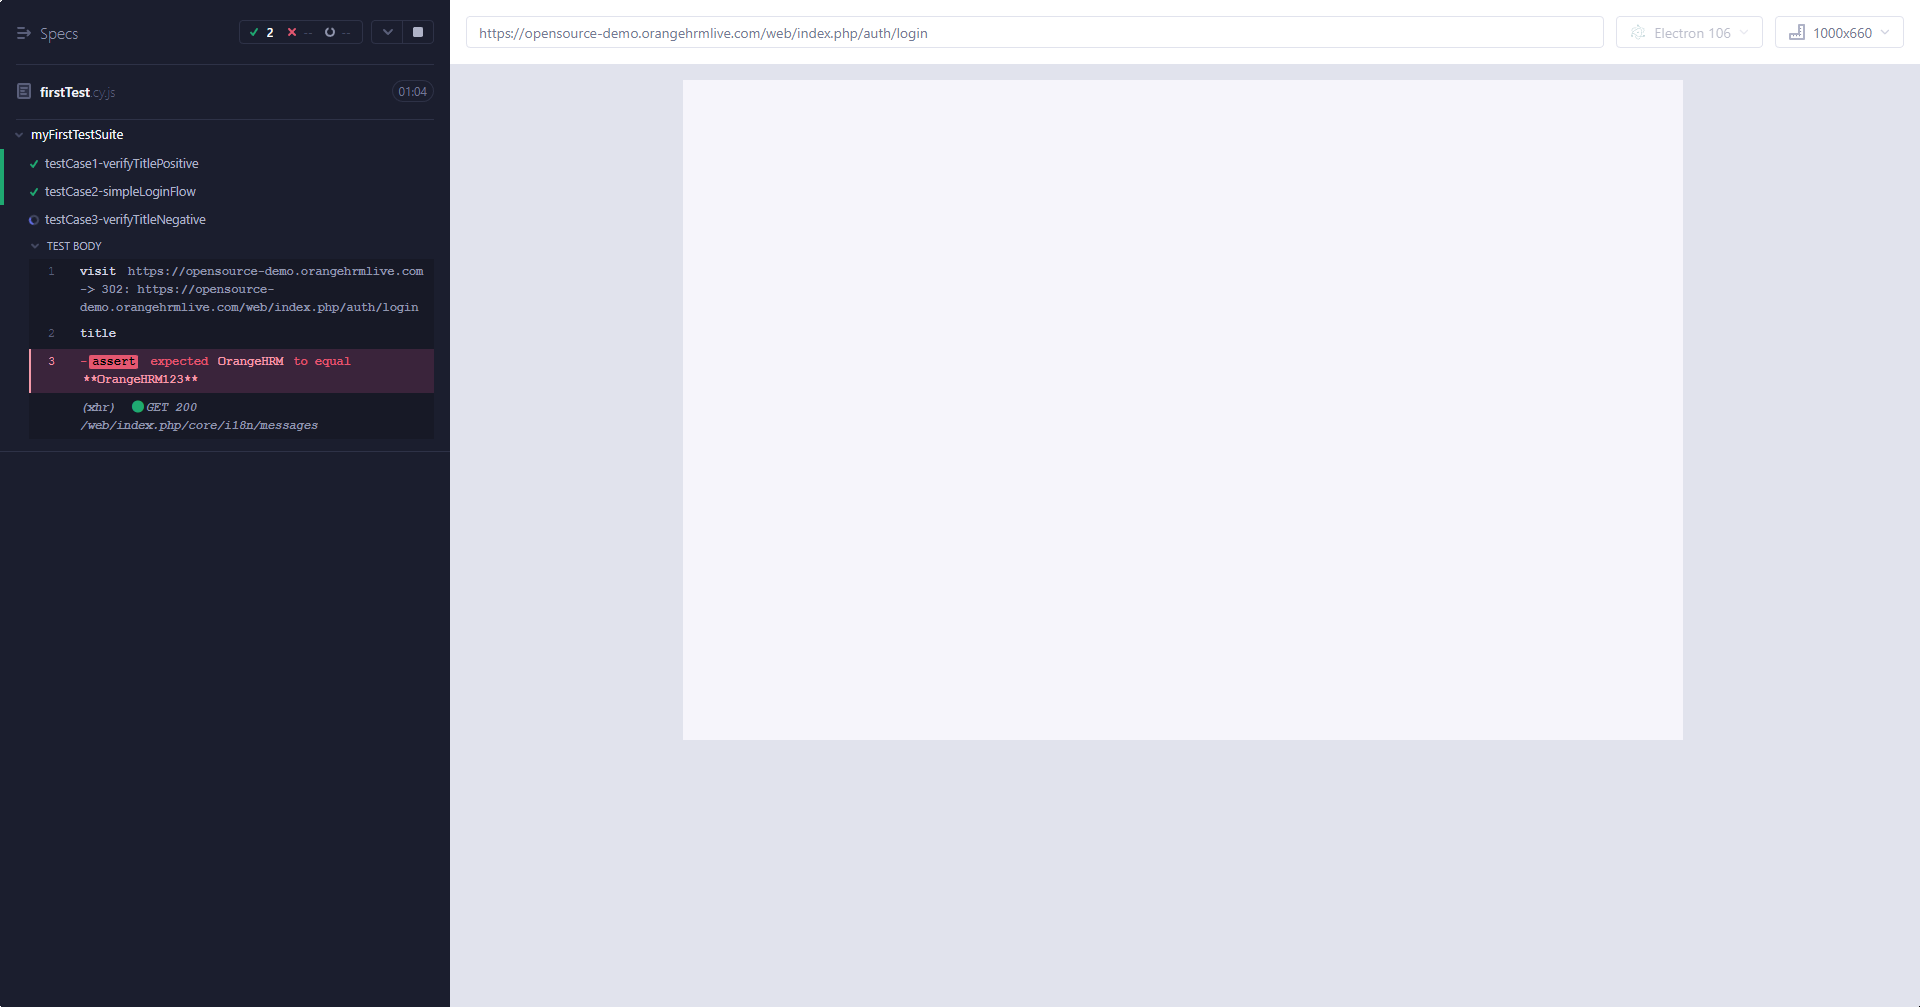 Specs
2 -- --
https://opensource-demo.orangehrmlive.com/web/index.php/auth/login
Electron 106
1000x660
firstTest.cy.js
01:04
myFirstTestSuite
testCase1-verifyTitlePositive
testCase2-simpleLoginFlow
testCase3-verifyTitleNegative
TEST BODY
1 visit https://opensource-demo.orangehrmlive.com
-> 302: https://opensource-
demo.orangehrmlive.com/web/index.php/auth/login
2 title
3 -assert expected OrangeHRM to equal
**OrangeHRM123**
(xhr) GET 200
/web/index.php/core/i18n/messages